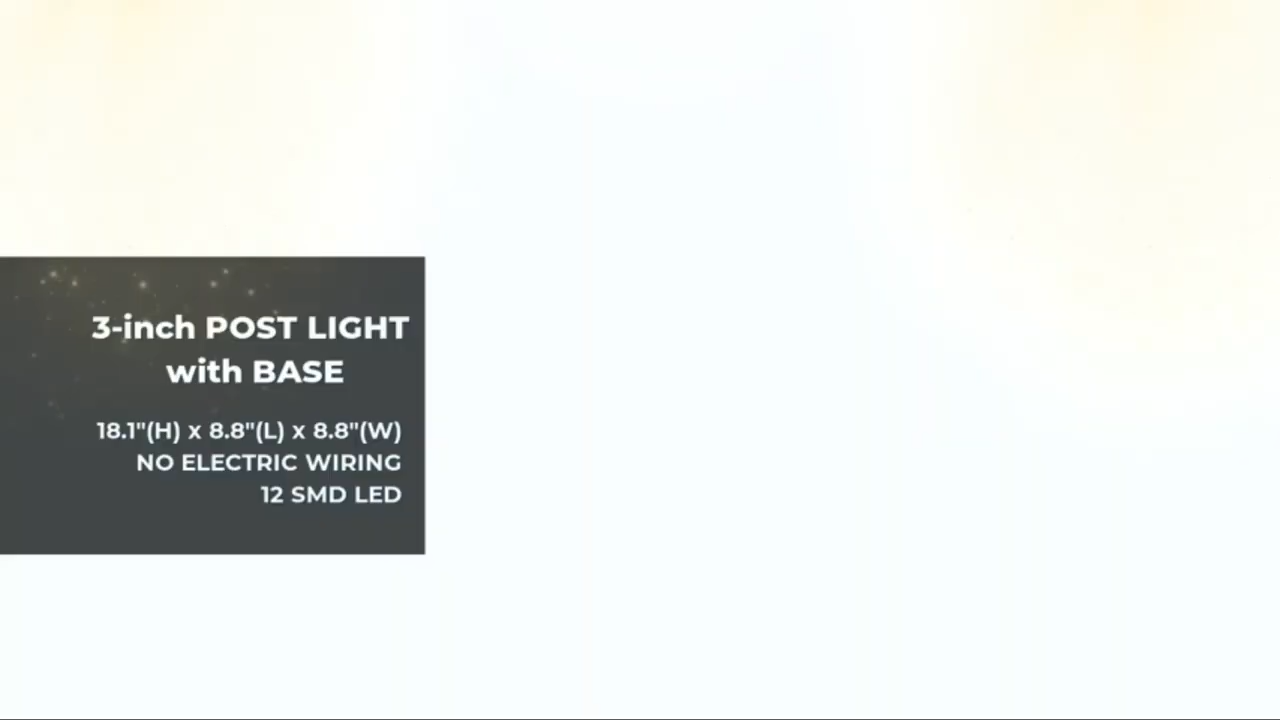 3-inch POST LIGHT
with BASE
18.1"(H) x 8.8"(L) x 8.8"(W)
NO ELECTRIC WIRING
12 SMD LED